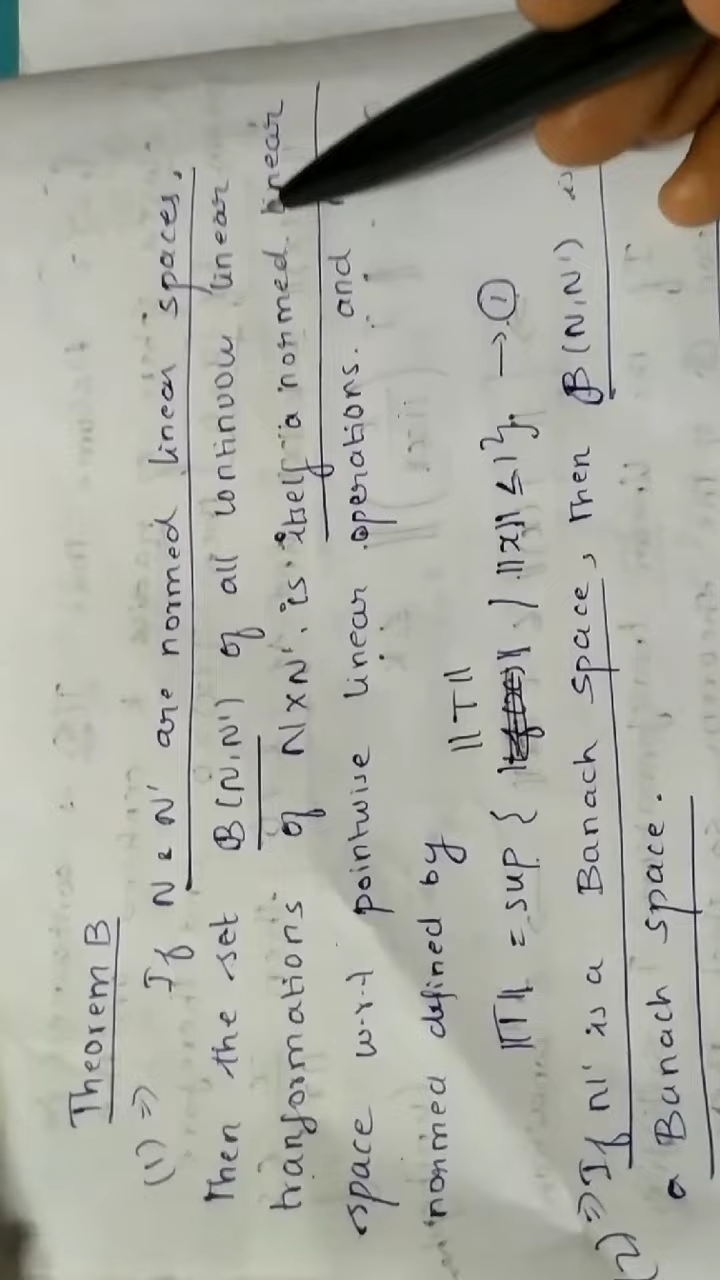 Theorem B
(1) ⇒ If N & N' are normed linear spaces,
Then the set B(N,N') of all continuous linear
tranformations of N×N'. is itself a normed linear
space w.r.t pointwise linear operations. and
normed defined by ||T||
||T|| = sup { / ||x|| ≤ 1}. → ①
2) ⇒ If N' is a Banach space, Then B(N,N') is
a Banach space.